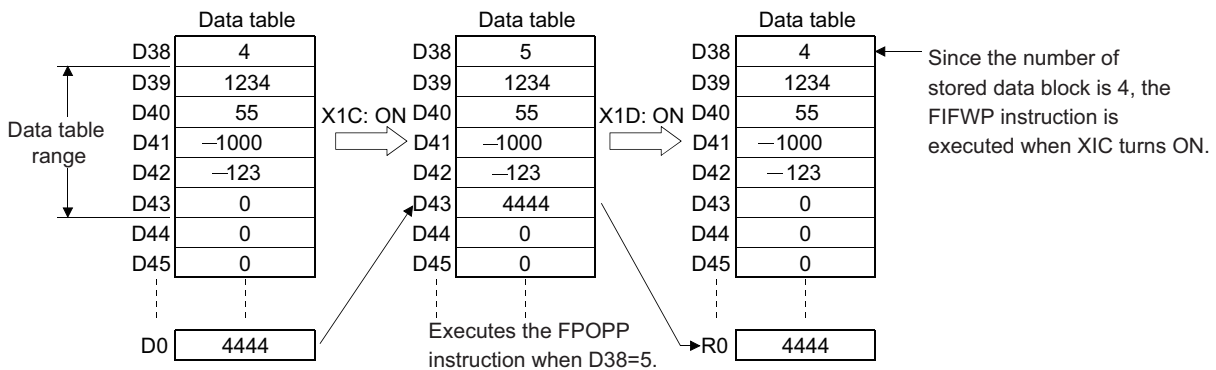 Data table Data table Data table
D38 4 D38 5 D38 4
D39 1234 D39 1234 D39 1234
D40 55 D40 55 D40 55
D41 —1000 D41 —1000 D41 —1000
D42 —123 D42 —123 D42 —123
D43 0 D43 4444 D43 0
D44 0 D44 0 D44 0
D45 0 D45 0 D45 0
D0 4444 R0 4444
Data table
range
X1C: ON
X1D: ON
Executes the FPOPP
instruction when D38=5.
Since the number of
stored data block is 4, the
FIFWP instruction is
executed when XIC turns ON.